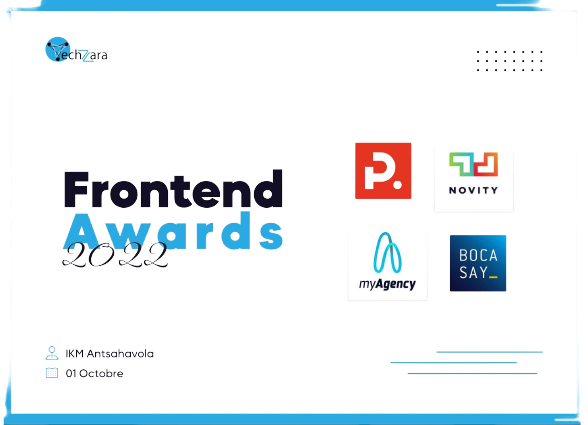 TechZara
Frontend
Awards
2022
P.
NOVITY
myAgency
BOCA
SAY_
IKM Antsahavola
01 Octobre